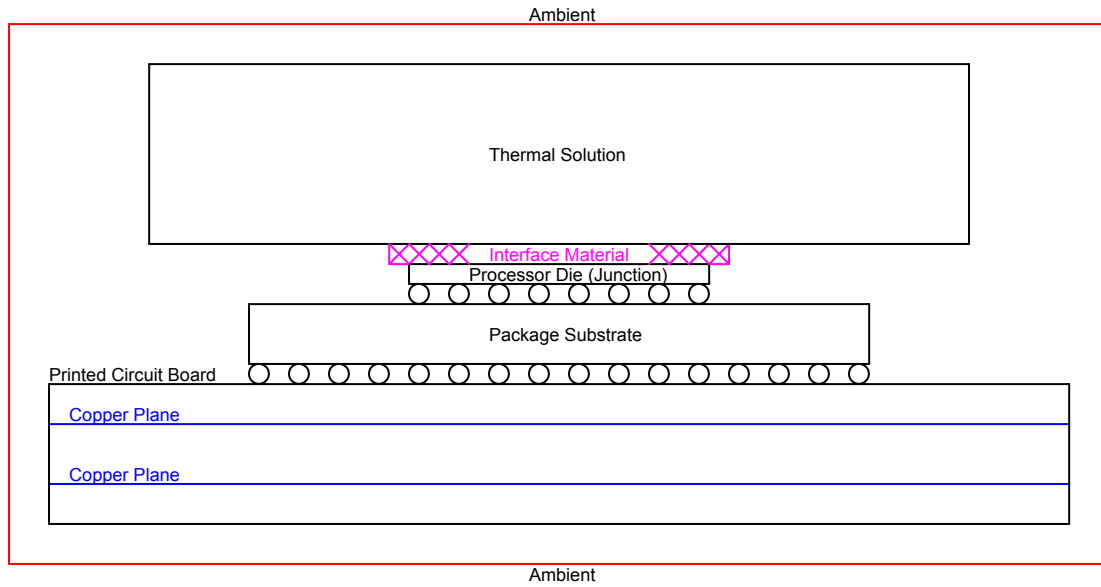 Ambient
Thermal Solution
Interface Material
Processor Die (Junction)
Package Substrate
Printed Circuit Board
Copper Plane
Copper Plane
Ambient